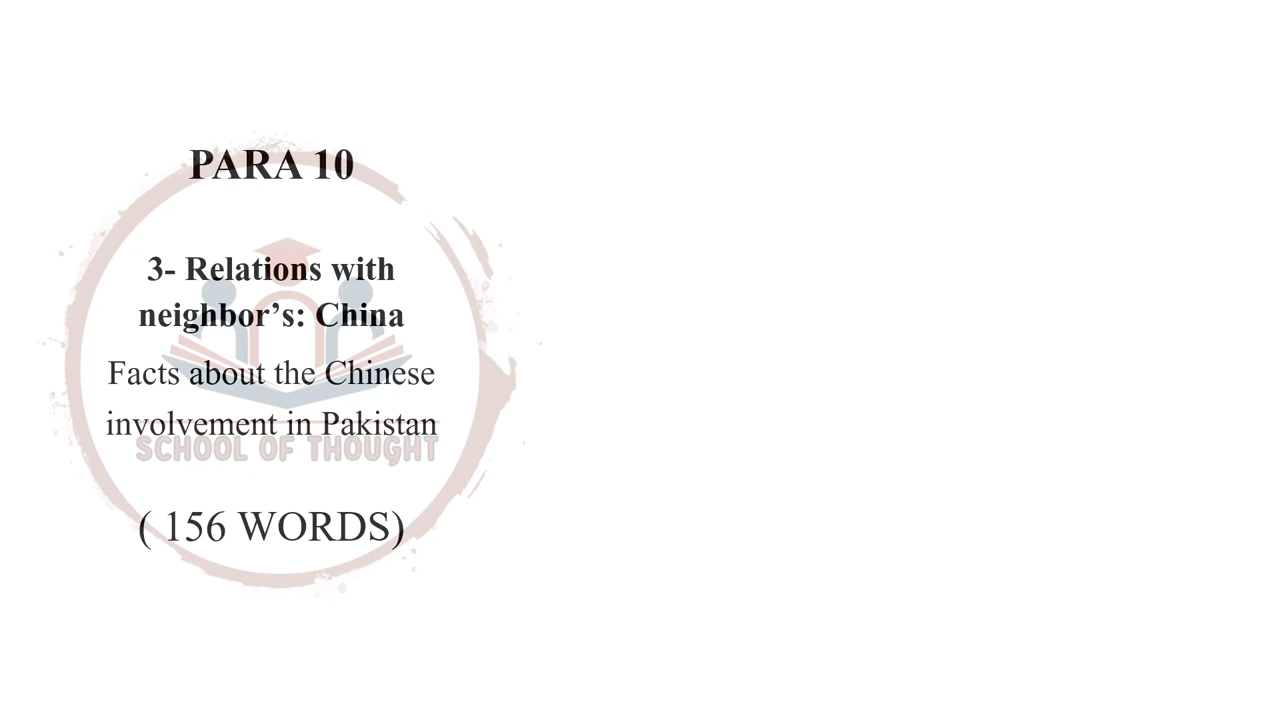 PARA 10
3- Relations with
neighbor’s: China
Facts about the Chinese
involvement in Pakistan
SCHOOL OF THOUGHT
( 156 WORDS)